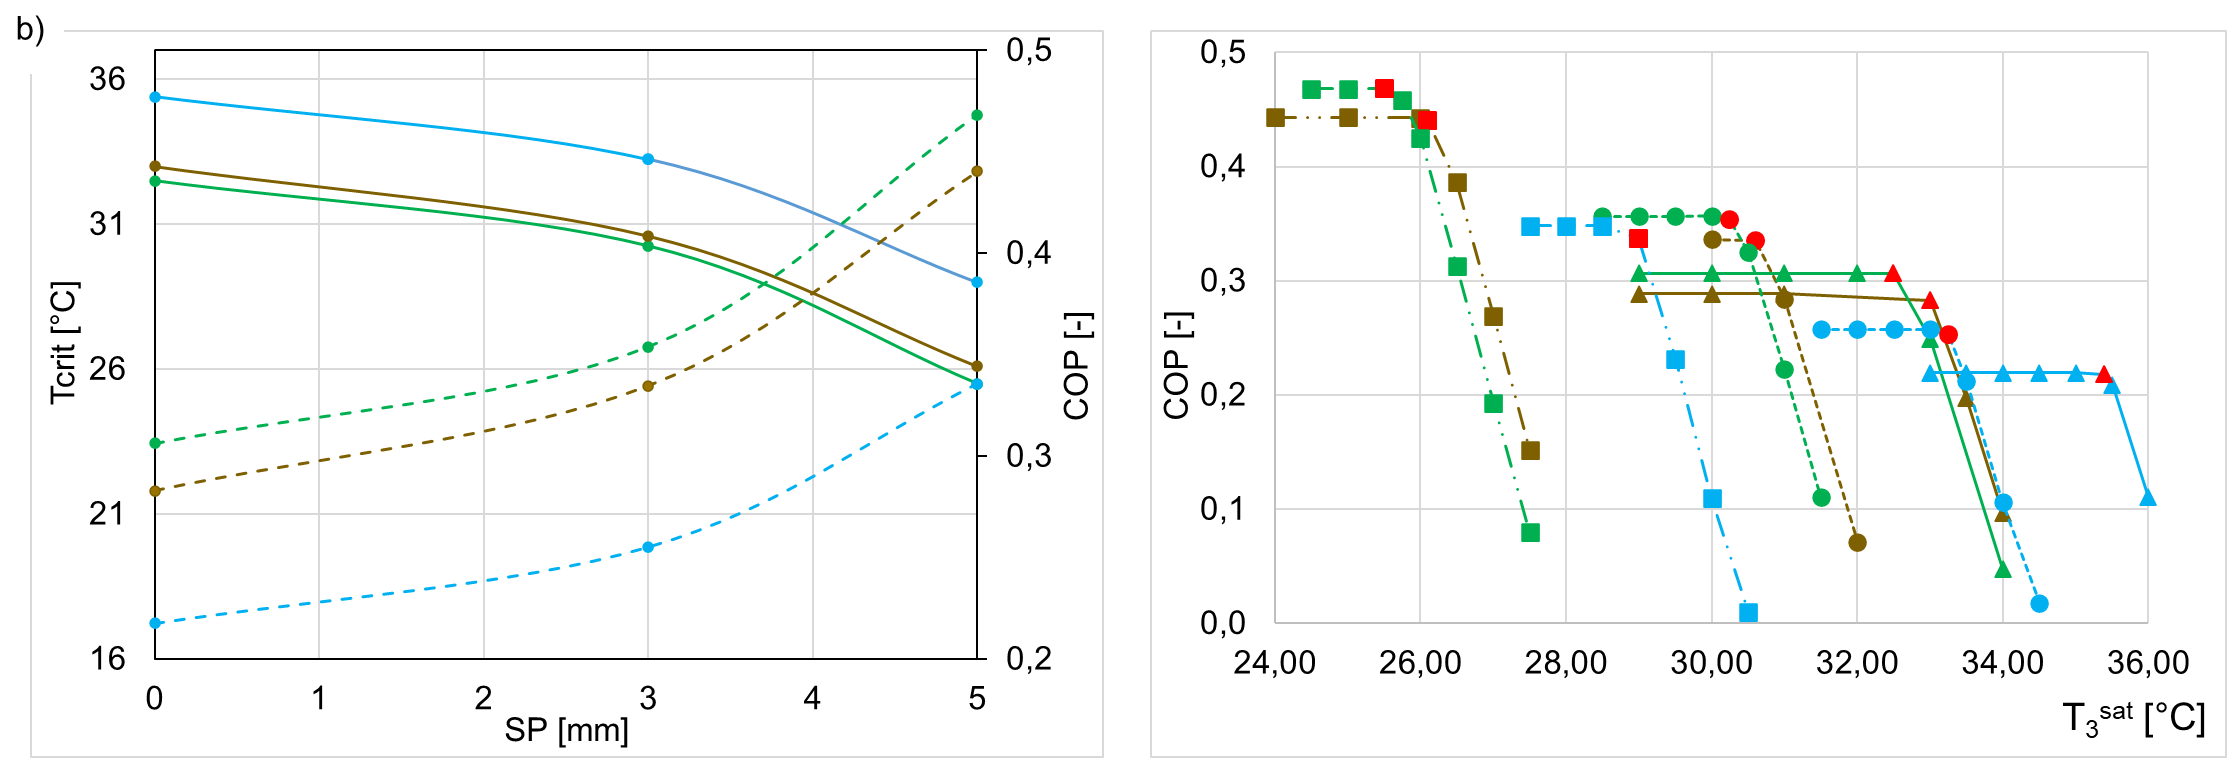 b)
36
31
26
21
16
Tcrit [°C]
0 1 2 3 4 5
SP [mm]
0,5
0,4
0,3
0,2
COP [-]
0,5
0,4
0,3
0,2
0,1
0,0
COP [-]
24,00 26,00 28,00 30,00 32,00 34,00 36,00
T₃ˢᵃᵗ [°C]